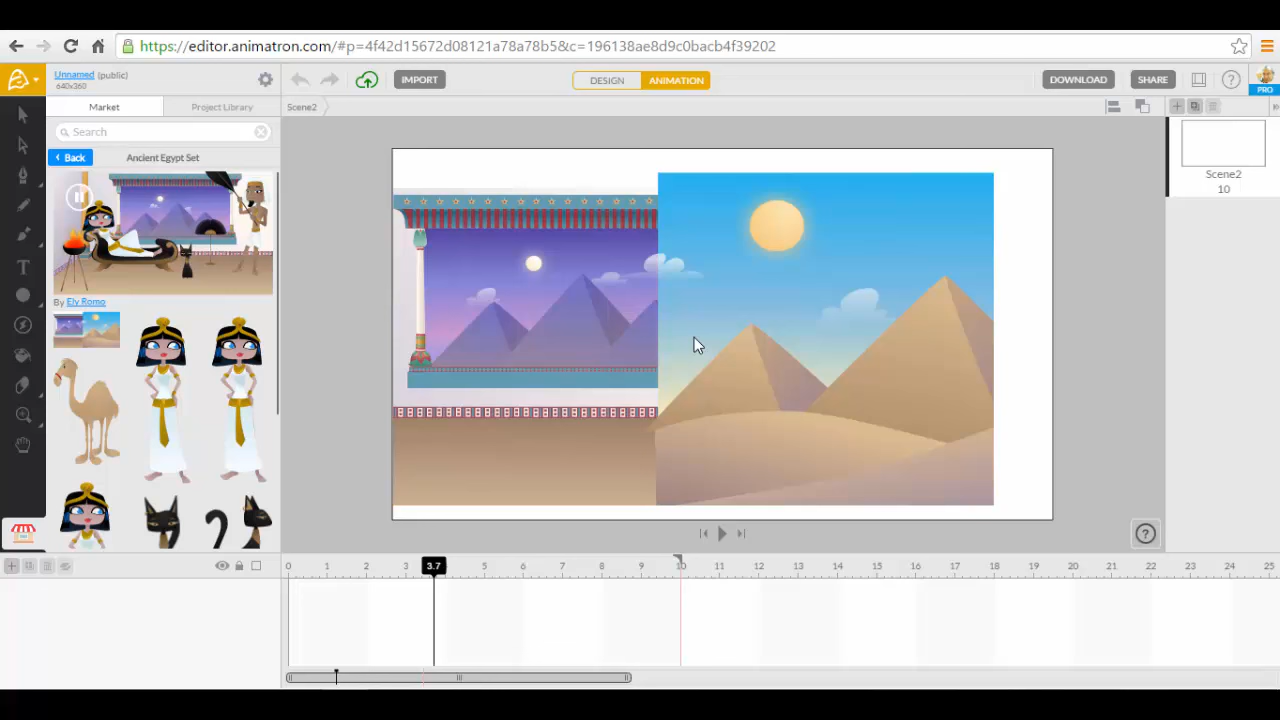 https://editor.animatron.com/#p=4f42d15672d08121a78a78b5&c=196138ae8d9c0bacb4f39202
Unnamed (public)
640x360
IMPORT
DESIGN
ANIMATION
DOWNLOAD
SHARE
?
PRO
Market
Project Library
Scene2
Search
Back
Ancient Egypt Set
By Ely Romo
Scene2
10
T
?
3.7
0 1 2 3 5 6 7 8 9 10 11 12 13 14 15 16 17 18 19 20 21 22 23 24 25